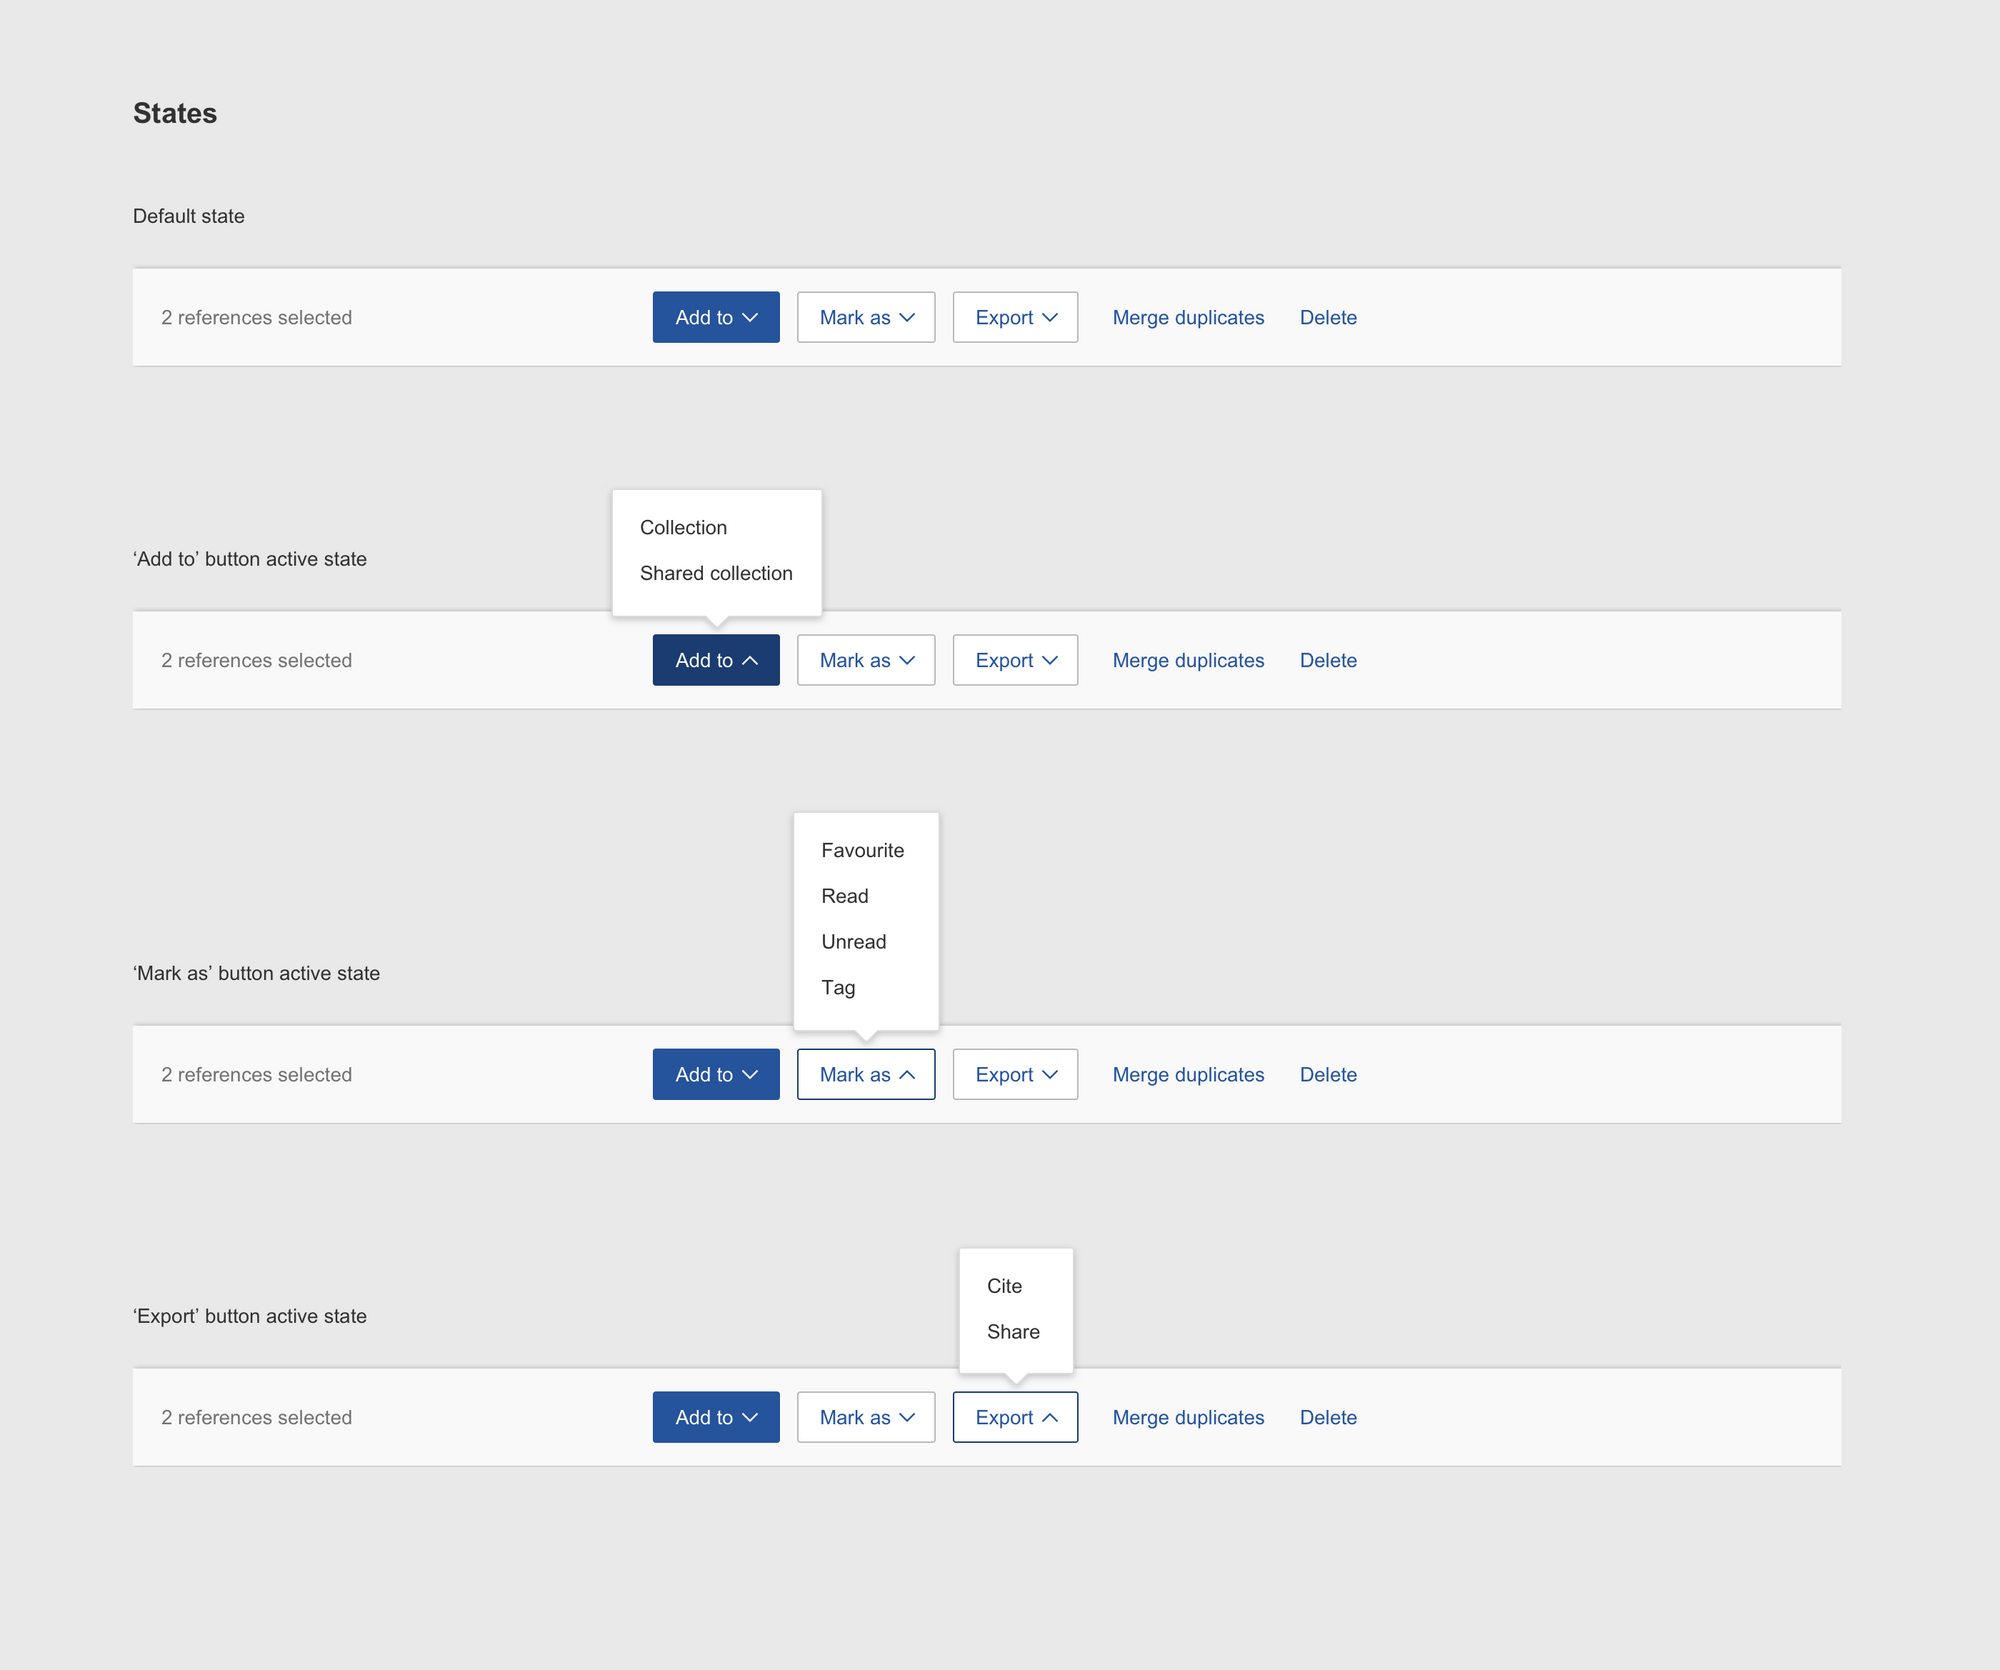 States
Default state
2 references selected Add to Mark as Export Merge duplicates Delete
Collection
Shared collection
‘Add to’ button active state
2 references selected Add to Mark as Export Merge duplicates Delete
Favourite
Read
Unread
Tag
‘Mark as’ button active state
2 references selected Add to Mark as Export Merge duplicates Delete
Cite
Share
‘Export’ button active state
2 references selected Add to Mark as Export Merge duplicates Delete